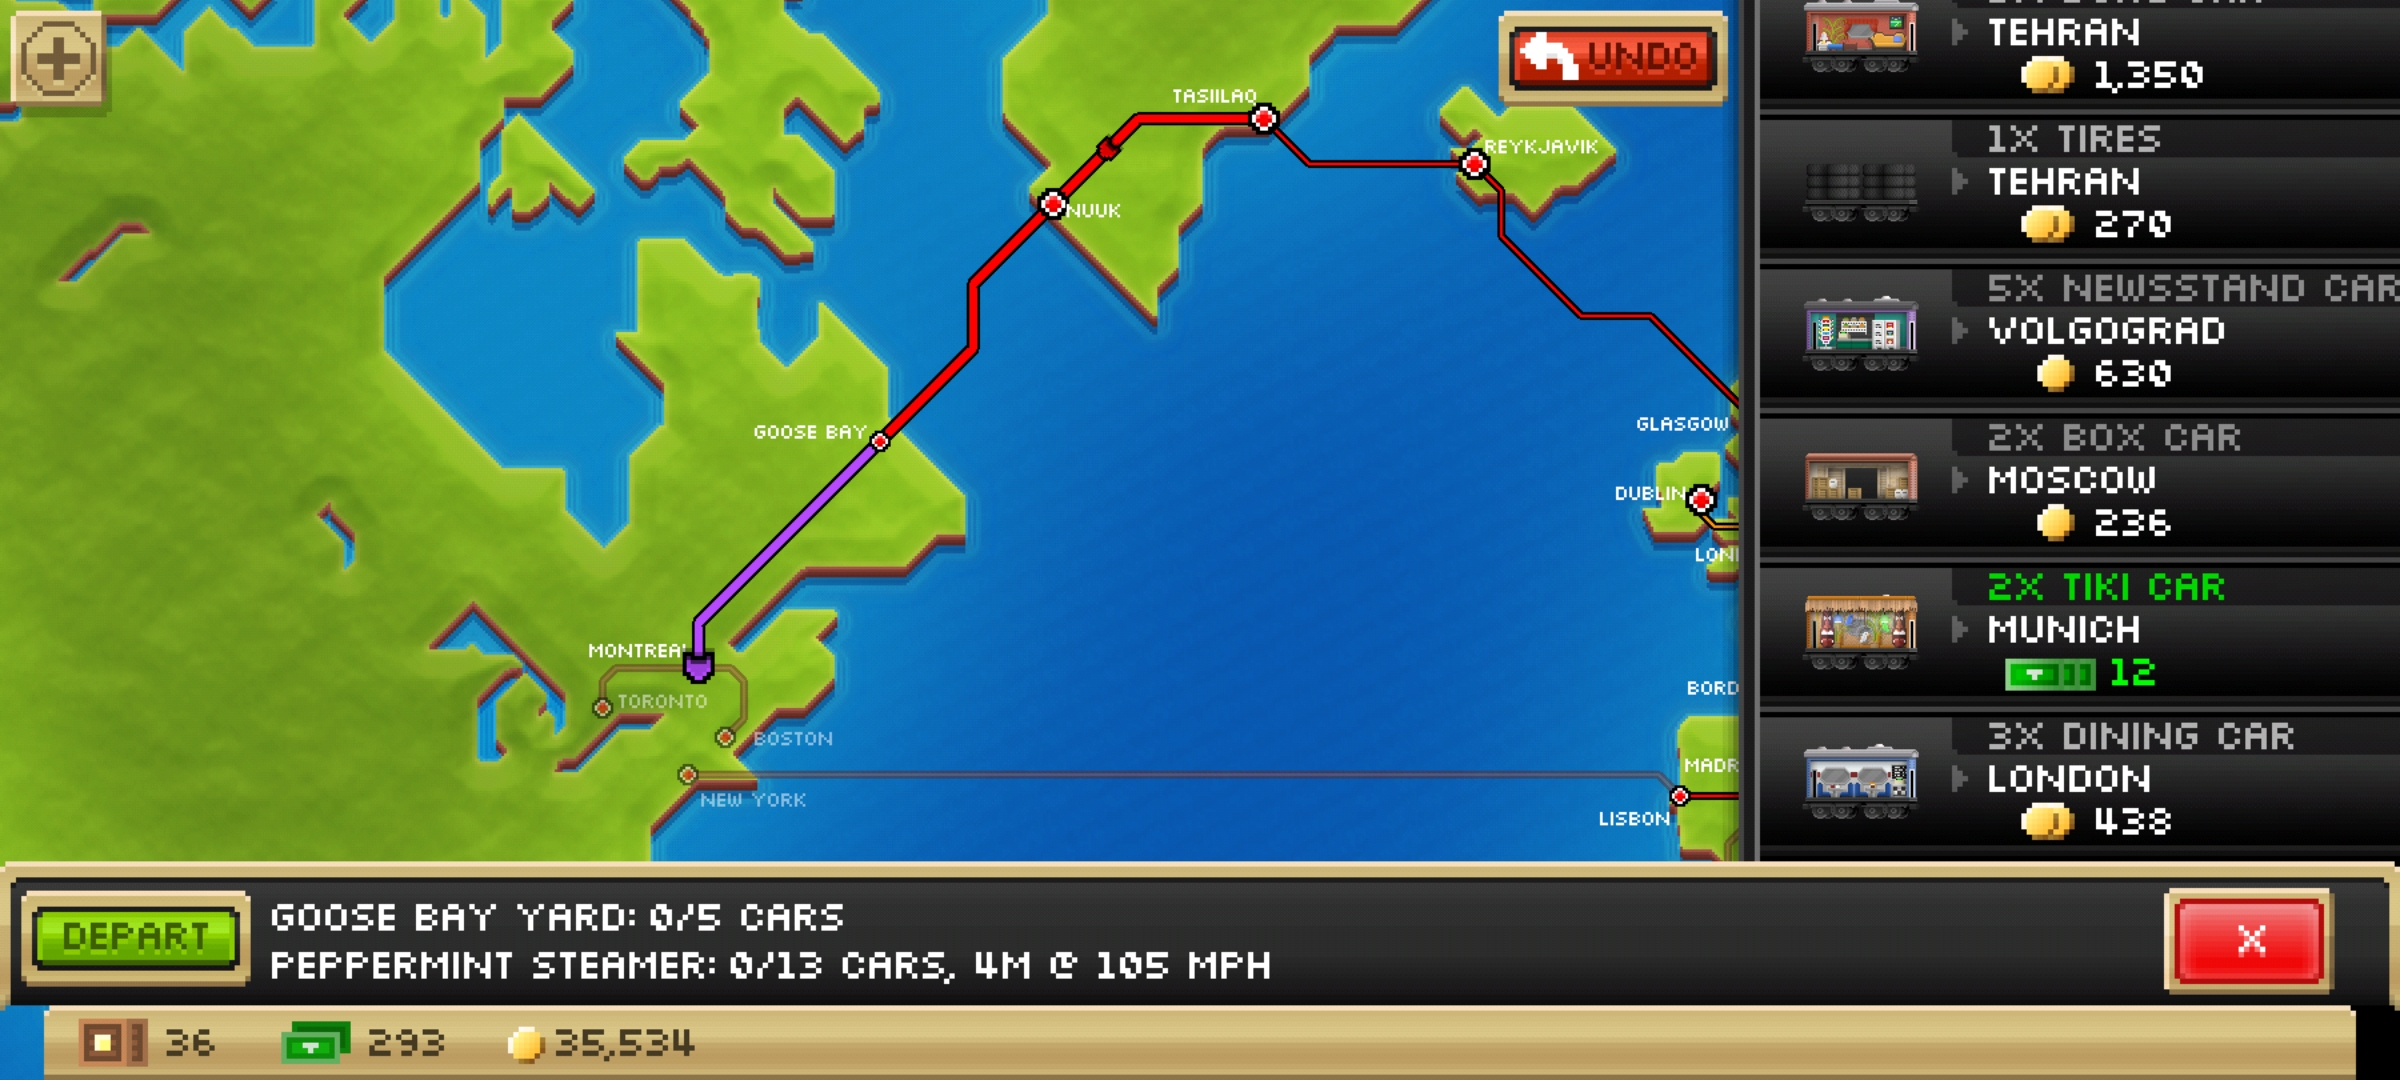 UNDO
TASIILAQ
REYKJAVIK
NUUK
GLASGOW
GOOSE BAY
DUBLIN
LON
MONTREAL
TORONTO
BORD
BOSTON
MADR
NEW YORK
LISBON
TEHRAN
1,350
1X TIRES
TEHRAN
270
5X NEWSSTAND CAR
VOLGOGRAD
630
2X BOX CAR
MOSCOW
236
2X TIKI CAR
MUNICH
12
3X DINING CAR
LONDON
438
DEPART
GOOSE BAY YARD: 0/5 CARS
PEPPERMINT STEAMER: 0/13 CARS, 4M @ 105 MPH
X
36
293
35,534